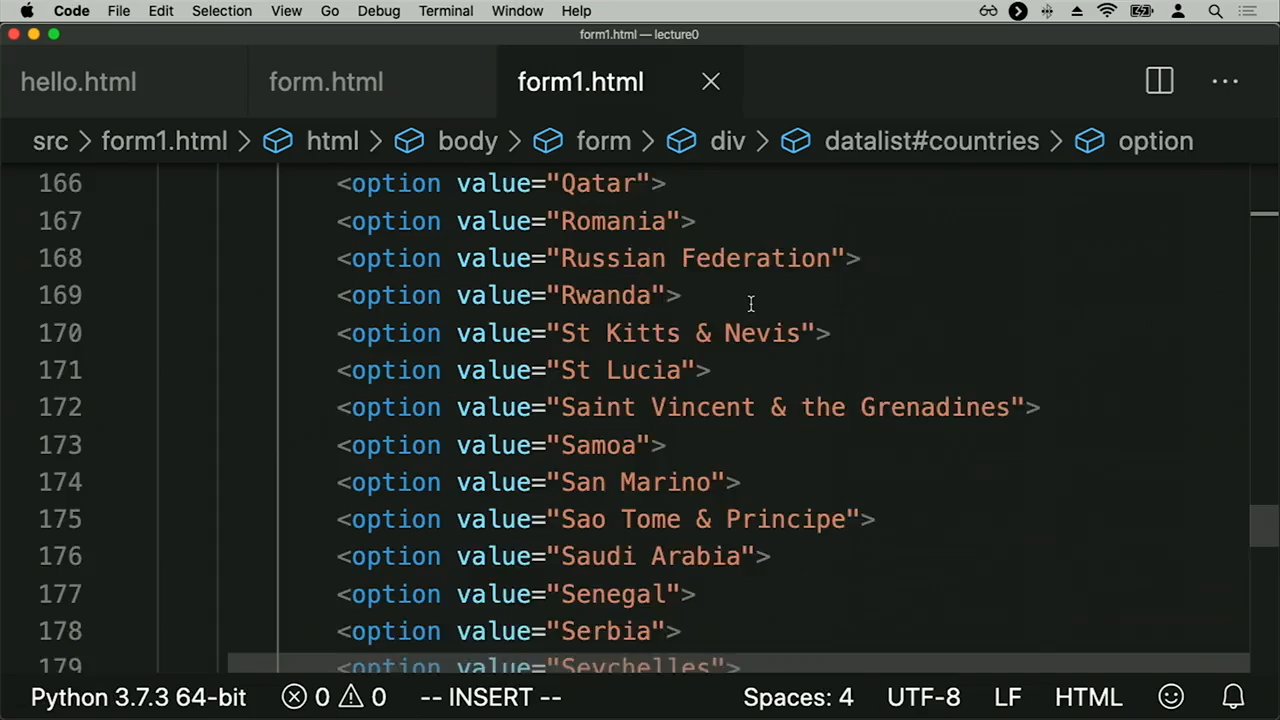 Code File Edit Selection View Go Debug Terminal Window Help
form1.html — lecture0
hello.html form.html form1.html
src > form1.html > html > body > form > div > datalist#countries > option
166 <option value="Qatar">
167 <option value="Romania">
168 <option value="Russian Federation">
169 <option value="Rwanda">
170 <option value="St Kitts & Nevis">
171 <option value="St Lucia">
172 <option value="Saint Vincent & the Grenadines">
173 <option value="Samoa">
174 <option value="San Marino">
175 <option value="Sao Tome & Principe">
176 <option value="Saudi Arabia">
177 <option value="Senegal">
178 <option value="Serbia">
179 <option value="Seychelles">
Python 3.7.3 64-bit 0 0 -- INSERT -- Spaces: 4 UTF-8 LF HTML